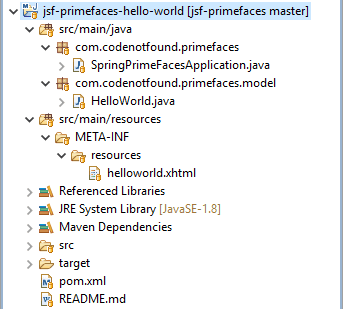 jsf-primefaces-hello-world [jsf-primefaces master]
src/main/java
com.codenotfound.primefaces
SpringPrimeFacesApplication.java
com.codenotfound.primefaces.model
HelloWorld.java
src/main/resources
META-INF
resources
helloworld.xhtml
Referenced Libraries
JRE System Library [JavaSE-1.8]
Maven Dependencies
src
target
pom.xml
README.md